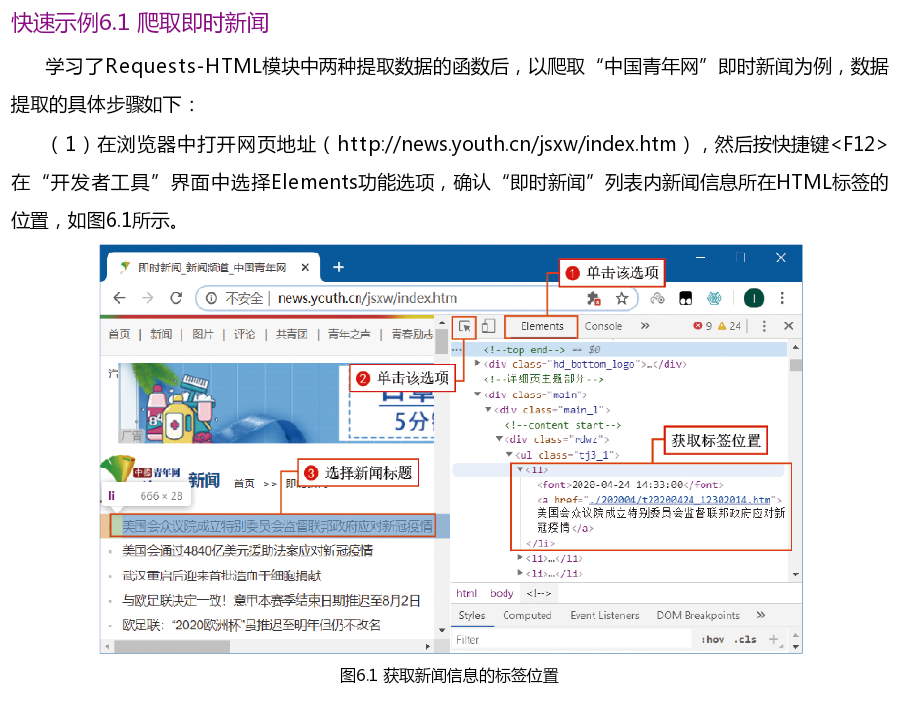 快速示例6.1 爬取即时新闻
学习了Requests-HTML模块中两种提取数据的函数后，以爬取“中国青年网”即时新闻为例，数据
提取的具体步骤如下：
（1）在浏览器中打开网页地址（http://news.youth.cn/jsxw/index.htm），然后按快捷键<F12>
在“开发者工具”界面中选择Elements功能选项，确认“即时新闻”列表内新闻信息所在HTML标签的
位置，如图6.1所示。
即时新闻_新闻频道_中国青年网
1 单击该选项
不安全 | news.youth.cn/jsxw/index.htm
首页 | 新闻 | 图片 | 评论 | 共青团 | 青年之声 | 青春励志
Elements Console » 9 24
<!--top end--> == $0
<div class="hd_bottom_logo">…</div>
<!--详细页主题部分-->
<div class="main">
<div class="main_l">
<!--content start-->
<div class="rdwz">
<ul class="tj3_1">
2 单击该选项
5分
广告
获取标签位置
中国青年网 新闻 首页 >>
3 选择新闻标题
li 666 × 28
<li>
<font>2020-04-24 14:33:00</font>
<a href="./202004/t20200424_12302014.htm">
美国会众议院成立特别委员会监督联邦政府应对新
冠疫情</a>
</li>
<li>…</li>
<li>…</li>
美国会众议院成立特别委员会监督联邦政府应对新冠疫情
美国会通过4840亿美元援助法案应对新冠疫情
武汉重启后迎来首批造血干细胞捐献
与欧足联决定一致！意甲本赛季结束日期推迟至8月2日
欧足联：“2020欧洲杯”虽推迟至明年但仍不改名
html body <!-->
Styles Computed Event Listeners DOM Breakpoints »
Filter :hov .cls +
图6.1 获取新闻信息的标签位置